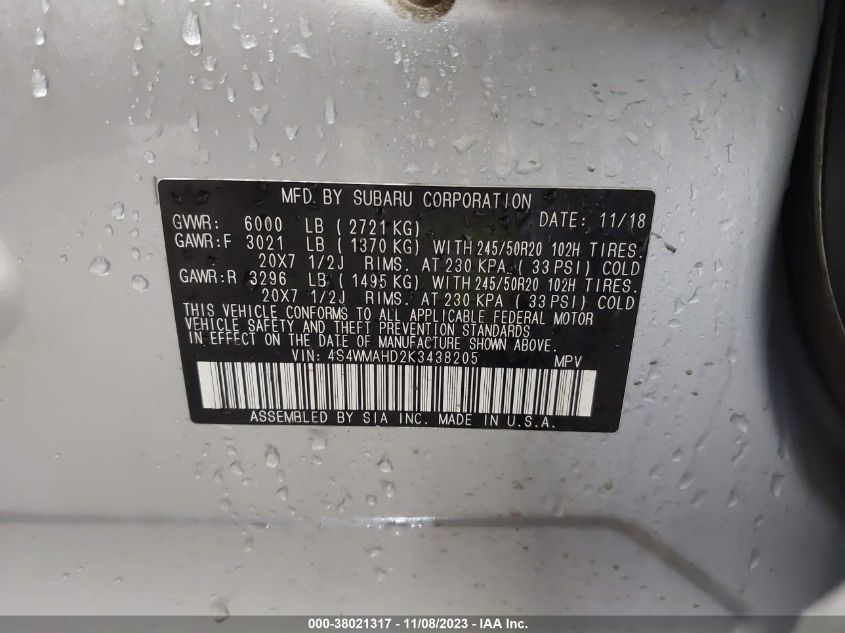 MFD. BY SUBARU CORPORATION
GVWR: 6000 LB ( 2721 KG) DATE: 11/18
GAWR:F 3021 LB ( 1370 KG) WITH 245/50R20 102H TIRES.
20X7 1/2J RIMS. AT 230 KPA ( 33 PSI) COLD
GAWR:R 3296 LB ( 1495 KG) WITH 245/50R20 102H TIRES.
20X7 1/2J RIMS. AT 230 KPA ( 33 PSI) COLD
THIS VEHICLE CONFORMS TO ALL APPLICABLE FEDERAL MOTOR
VEHICLE SAFETY AND THEFT PREVENTION STANDARDS
IN EFFECT ON THE DATE OF MANUFACTURE SHOWN ABOVE.
VIN: 4S4WMAHD2K3438205 MPV
ASSEMBLED BY SIA INC. MADE IN U.S.A.
000-38021317 - 11/08/2023 - IAA Inc.